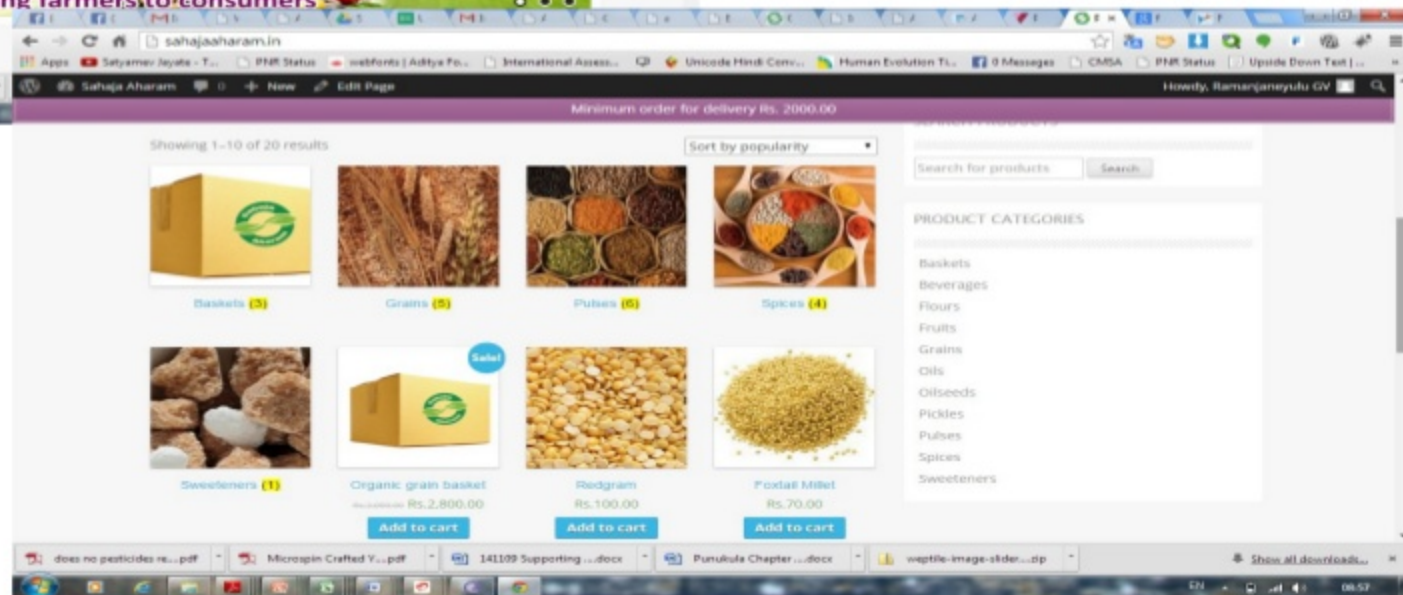 ng farmers to consumers
sahajaaharam.in
Apps Satyamev Jayate - T... PNR Status webfonts | Aditya Fo... International Assess... Unicode Hindi Conv... Human Evolution Ti... 0 Messages CMSA PNR Status Upside Down Text | ...
Sahaja Aharam 0 + New Edit Page Howdy, Ramanjaneyulu GV
Minimum order for delivery Rs. 2000.00
Showing 1–10 of 20 results
Sort by popularity
SEARCH PRODUCTS
Search for products Search
PRODUCT CATEGORIES
Baskets
Beverages
Flours
Fruits
Grains
Oils
Oilseeds
Pickles
Pulses
Spices
Sweeteners
Baskets (3) Grains (5) Pulses (6) Spices (4)
Sale!
Sweeteners (1) Organic grain basket Redgram Foxtail Millet
Rs.2,800.00 Rs.100.00 Rs.70.00
Add to cart Add to cart Add to cart
does no pesticides re....pdf Microspin Crafted Y....pdf 141109 Supporting ....docx Punukula Chapter ....docx weptile-image-slider....zip Show all downloads...
EN 08:57